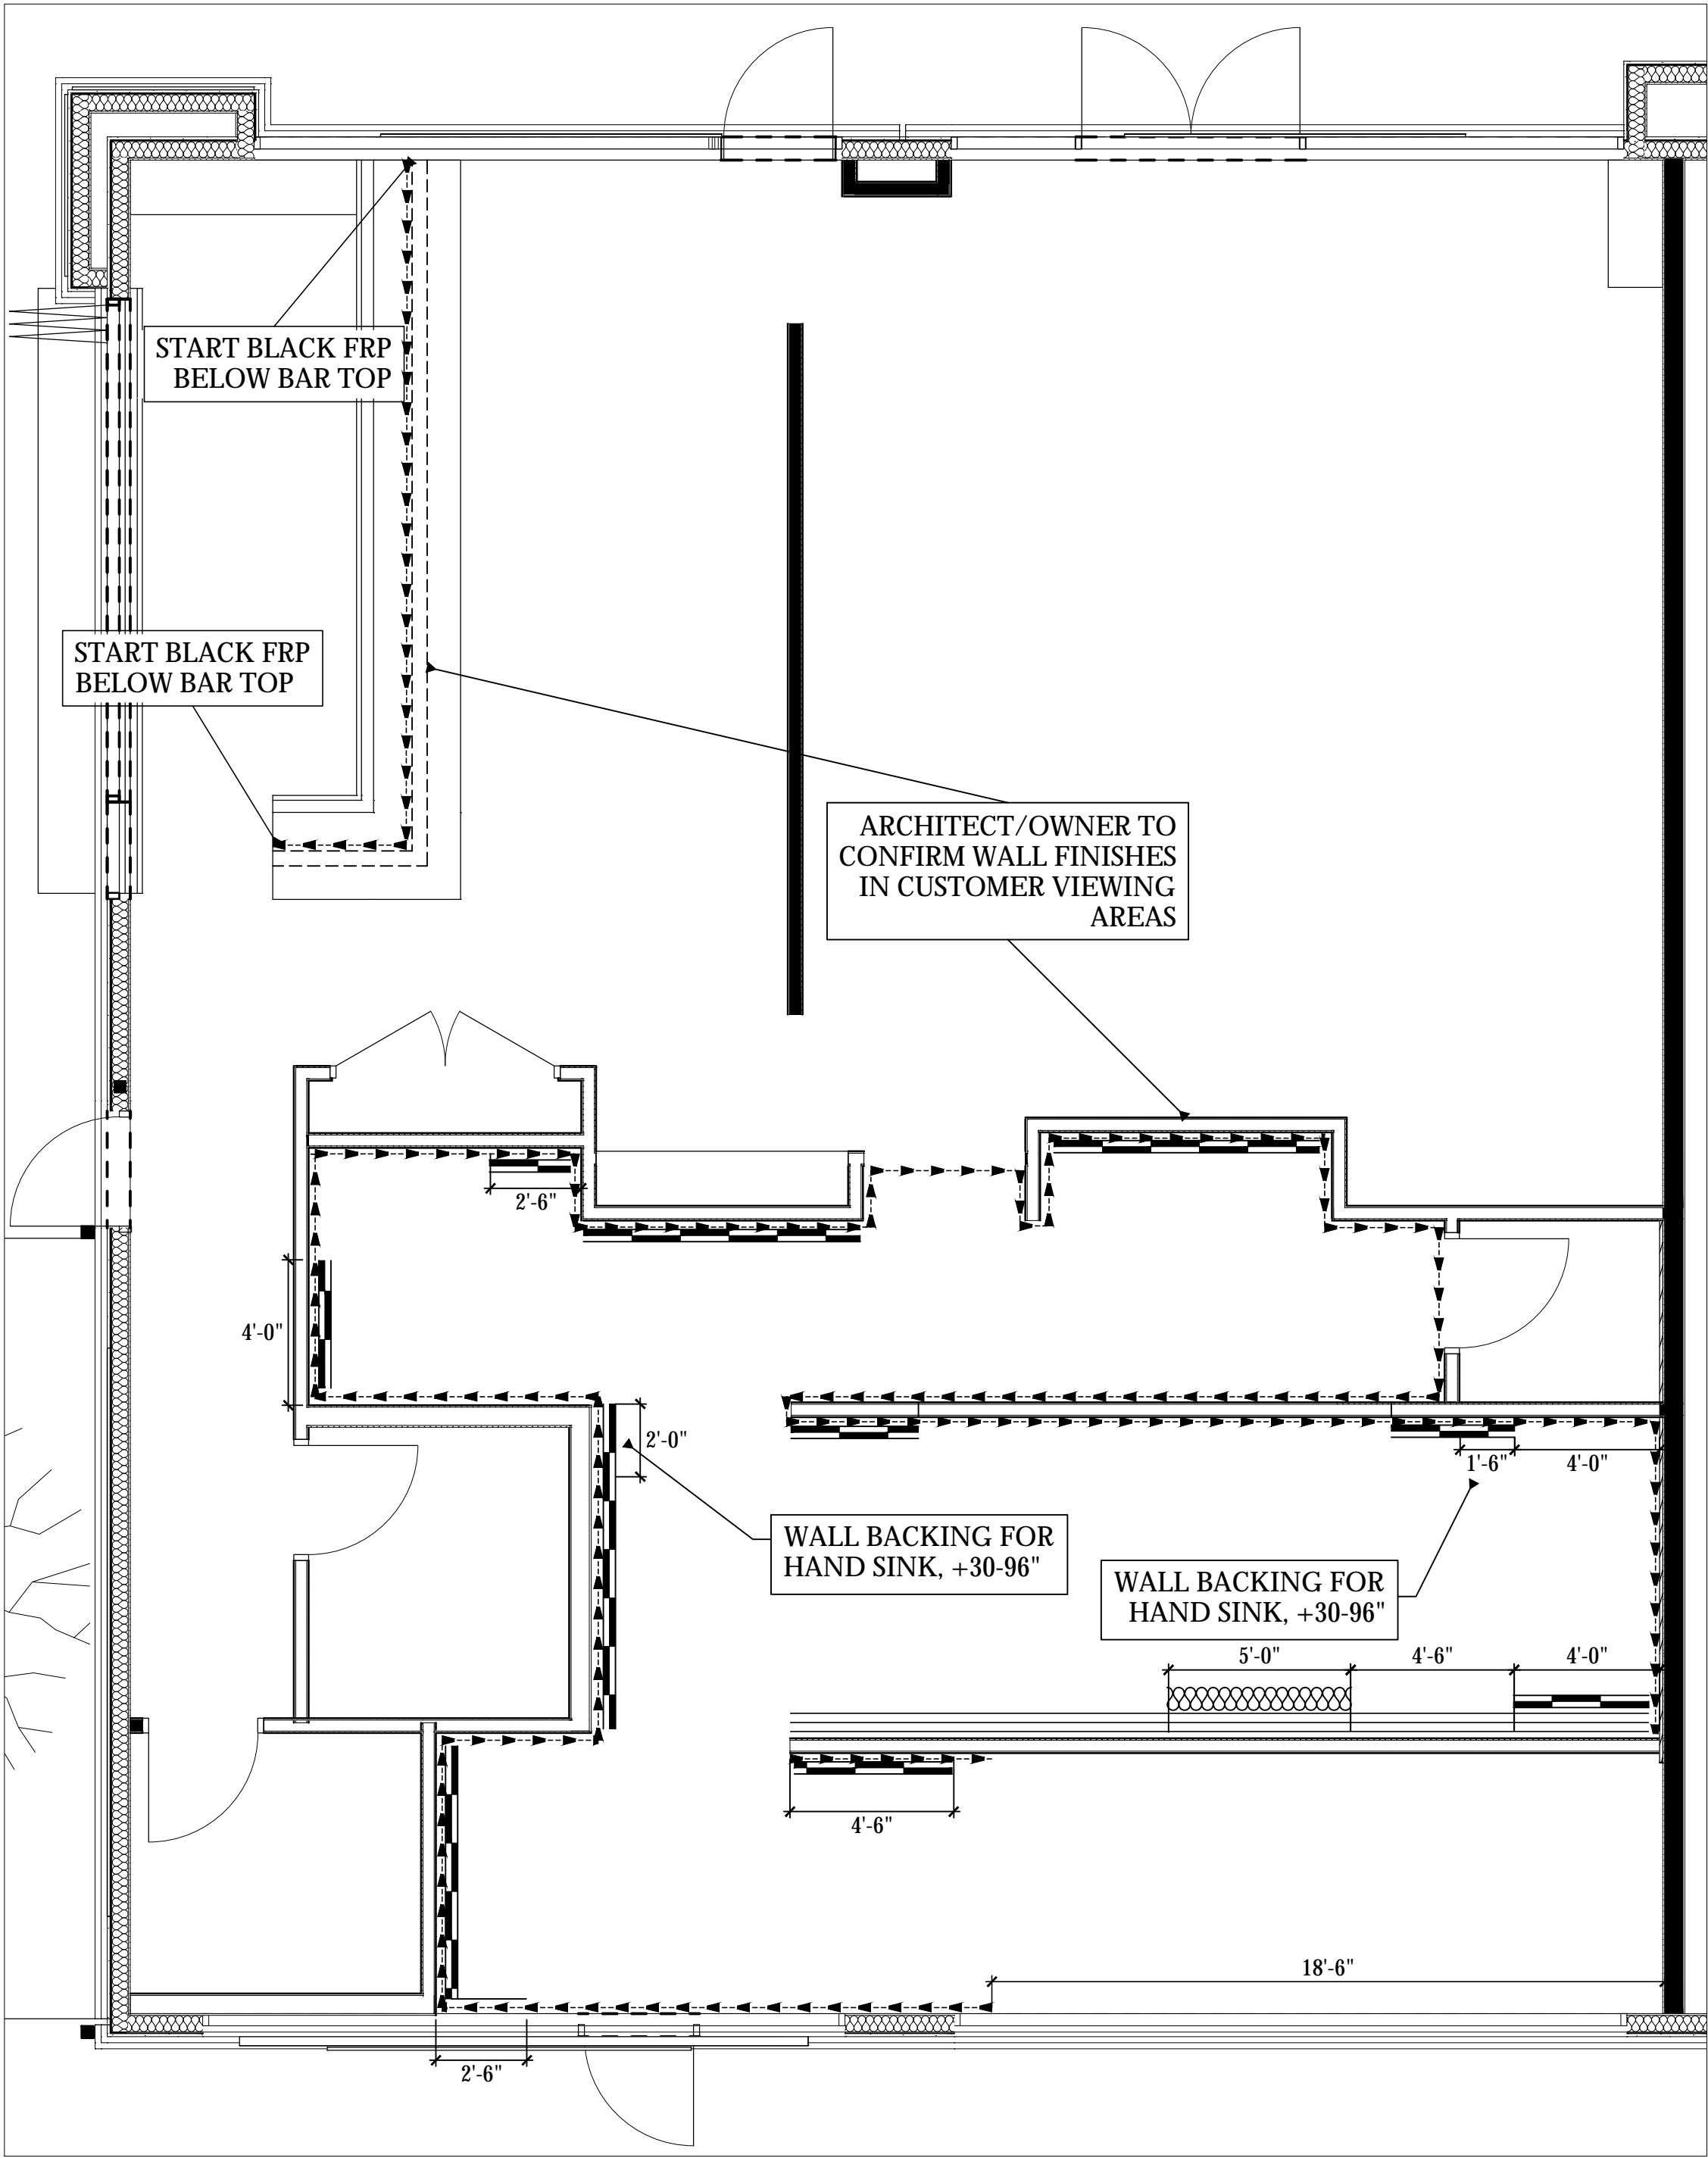 START BLACK FRP
BELOW BAR TOP
START BLACK FRP
BELOW BAR TOP
ARCHITECT/OWNER TO
CONFIRM WALL FINISHES
IN CUSTOMER VIEWING
AREAS
2'-6"
4'-0"
2'-0"
1'-6"
4'-0"
WALL BACKING FOR
HAND SINK, +30-96"
WALL BACKING FOR
HAND SINK, +30-96"
5'-0"
4'-6"
4'-0"
4'-6"
18'-6"
2'-6"